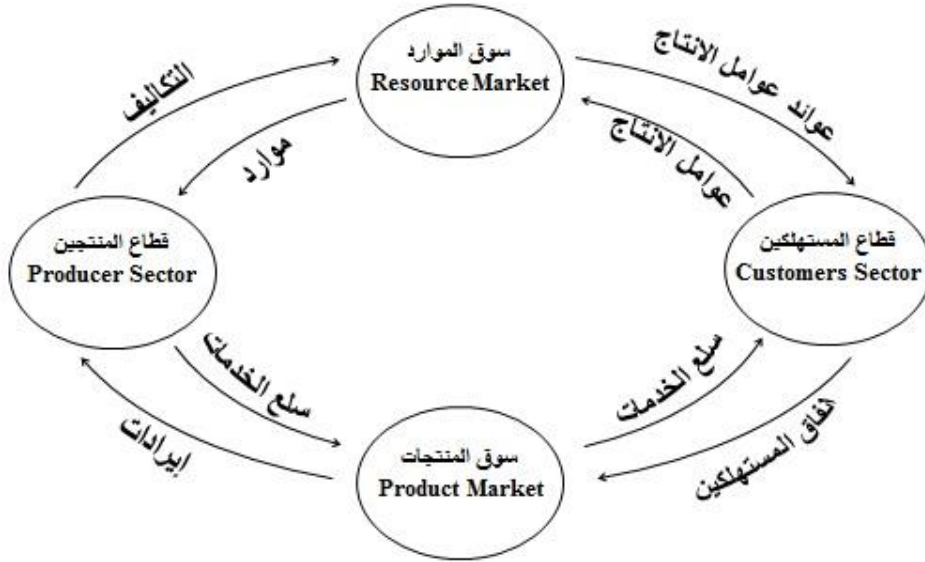 سوق الموارد
Resource Market
التكاليف
موارد
عوائد عوامل الانتاج
عوامل الانتاج
قطاع المنتجين
Producer Sector
قطاع المستهلكين
Customers Sector
سلع الخدمات
ايرادات
سلع الخدمات
انفاق المستهلكين
سوق المنتجات
Product Market